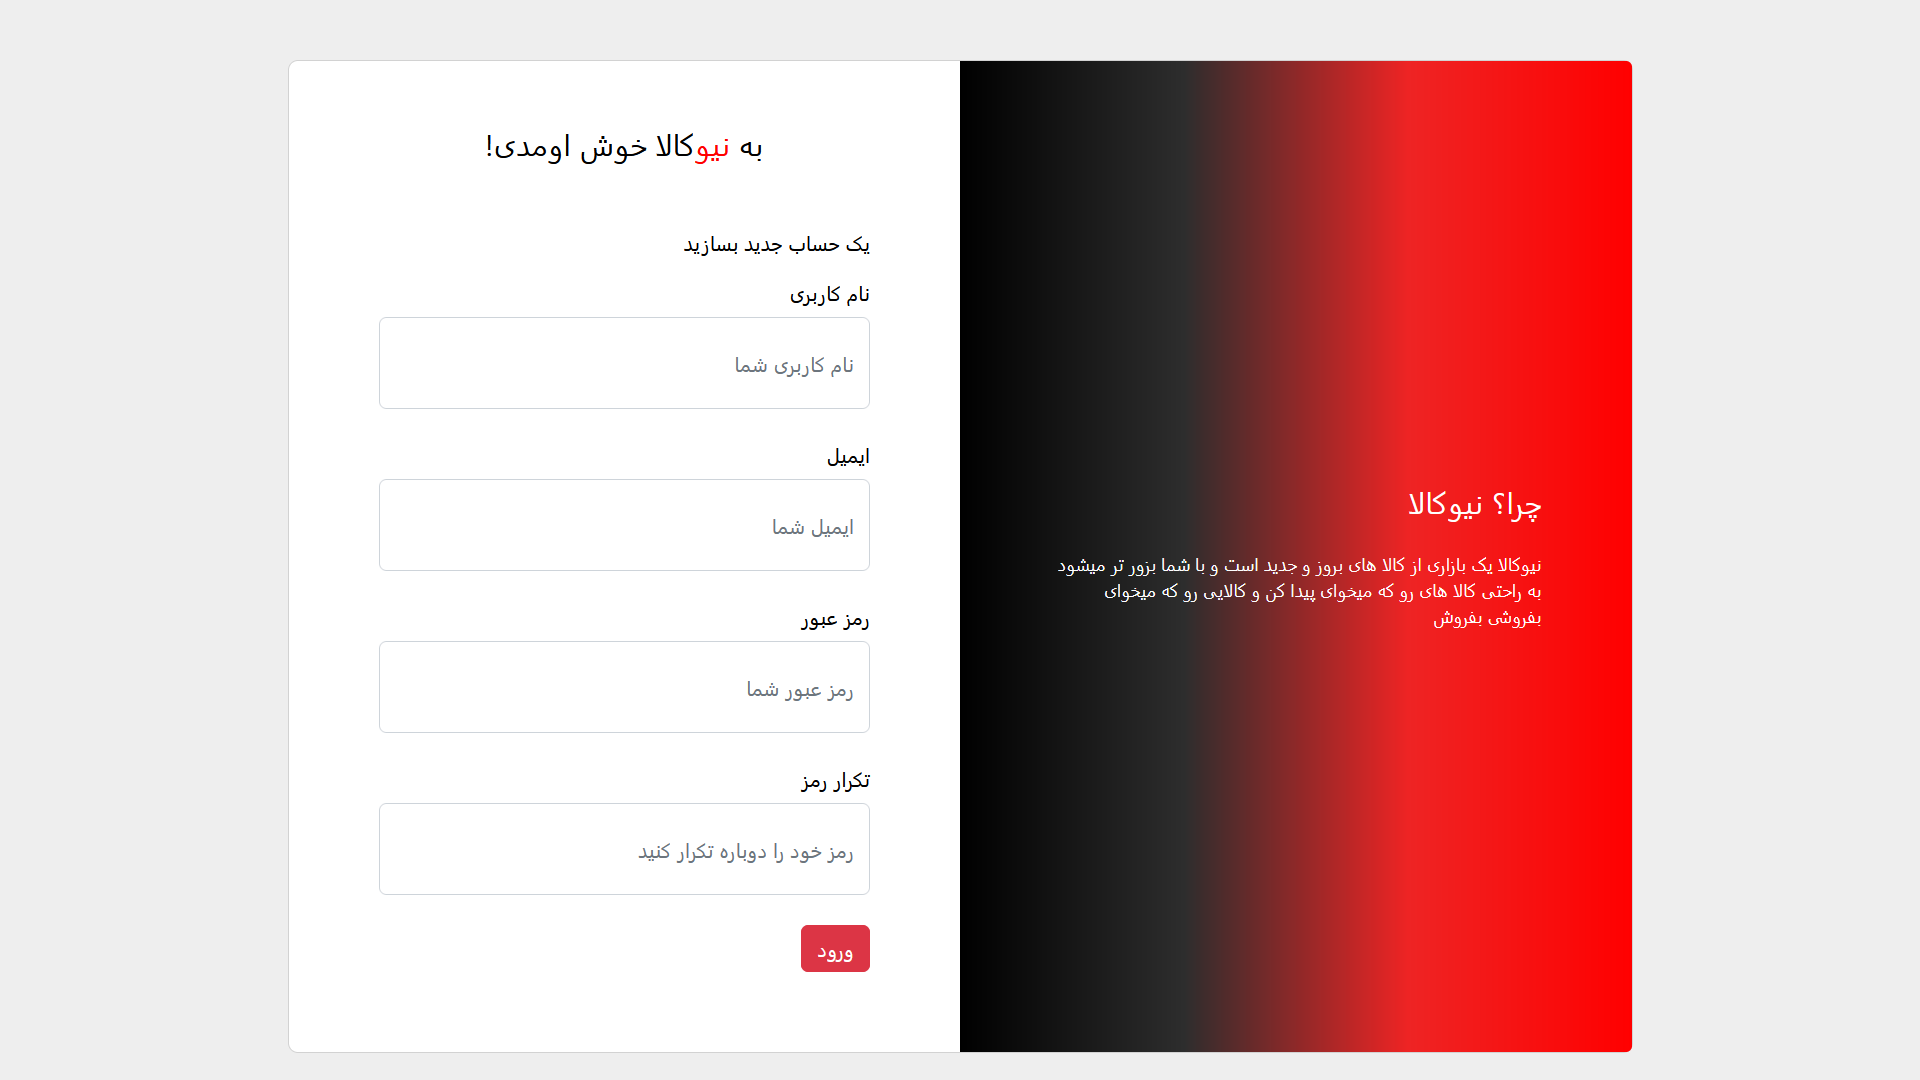 به نیوکالا خوش اومدی!
یک حساب جدید بسازید
نام کاربری
نام کاربری شما
ایمیل
ایمیل شما
رمز عبور
رمز عبور شما
تکرار رمز
رمز خود را دوباره تکرار کنید
ورود
چرا؟ نیوکالا
نیوکالا یک بازاری از کالا های بروز و جدید است و با شما بزور تر میشود
به راحتی کالا های رو که میخوای پیدا کن و کالایی رو که میخوای
بفروشی بفروش